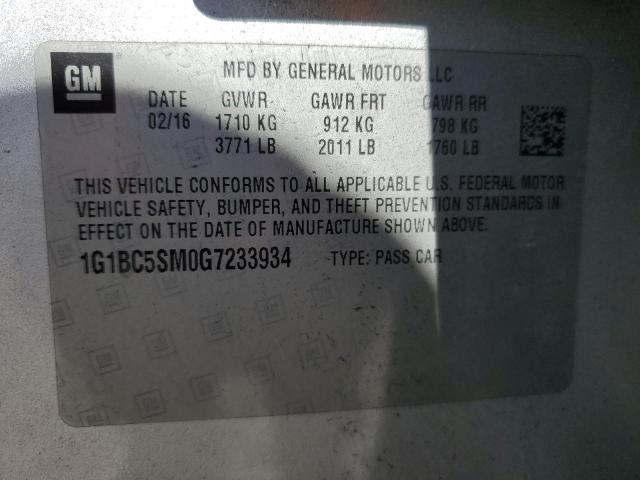 GM
MFD BY GENERAL MOTORS LLC
DATE GVWR GAWR FRT GAWR RR
02/16 1710 KG 912 KG 798 KG
3771 LB 2011 LB 1760 LB
THIS VEHICLE CONFORMS TO ALL APPLICABLE U.S. FEDERAL MOTOR
VEHICLE SAFETY, BUMPER, AND THEFT PREVENTION STANDARDS IN
EFFECT ON THE DATE OF MANUFACTURE SHOWN ABOVE.
1G1BC5SM0G7233934 TYPE: PASS CAR